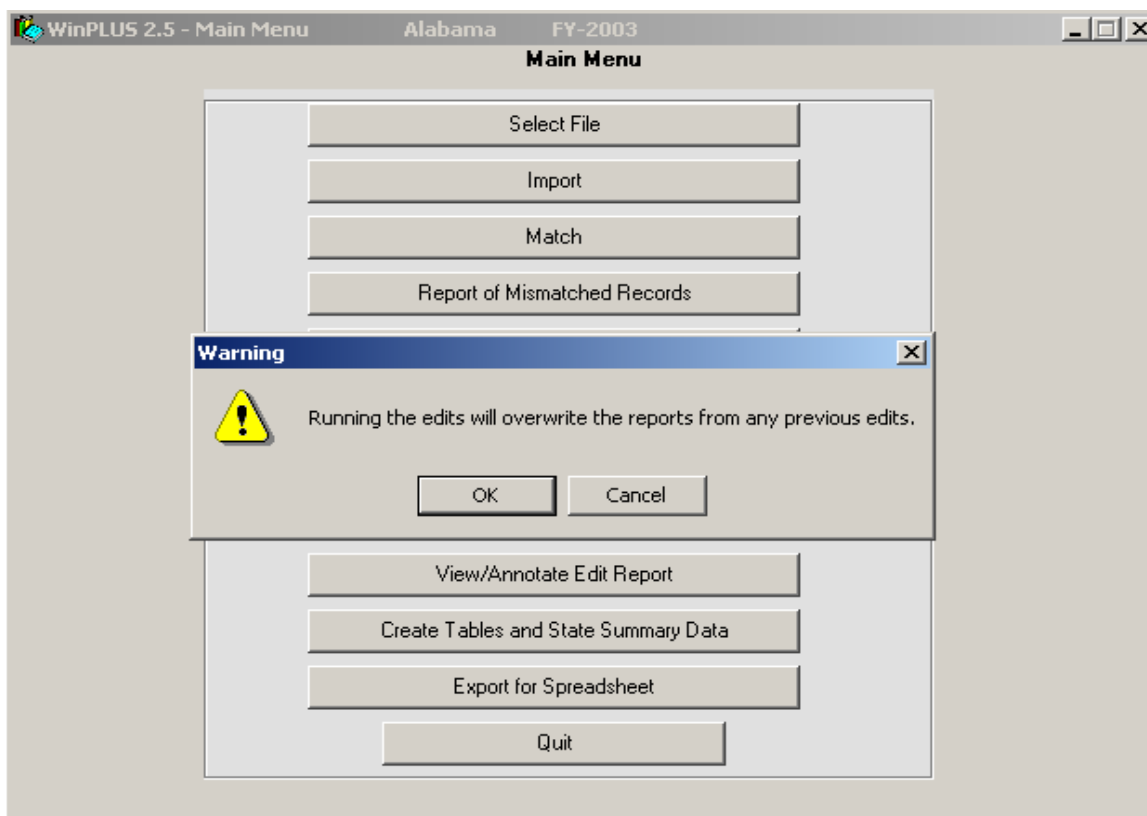 WinPLUS 2.5 - Main Menu Alabama FY-2003
Main Menu
Select File
Import
Match
Report of Mismatched Records
Warning
Running the edits will overwrite the reports from any previous edits.
OK Cancel
View/Annotate Edit Report
Create Tables and State Summary Data
Export for Spreadsheet
Quit